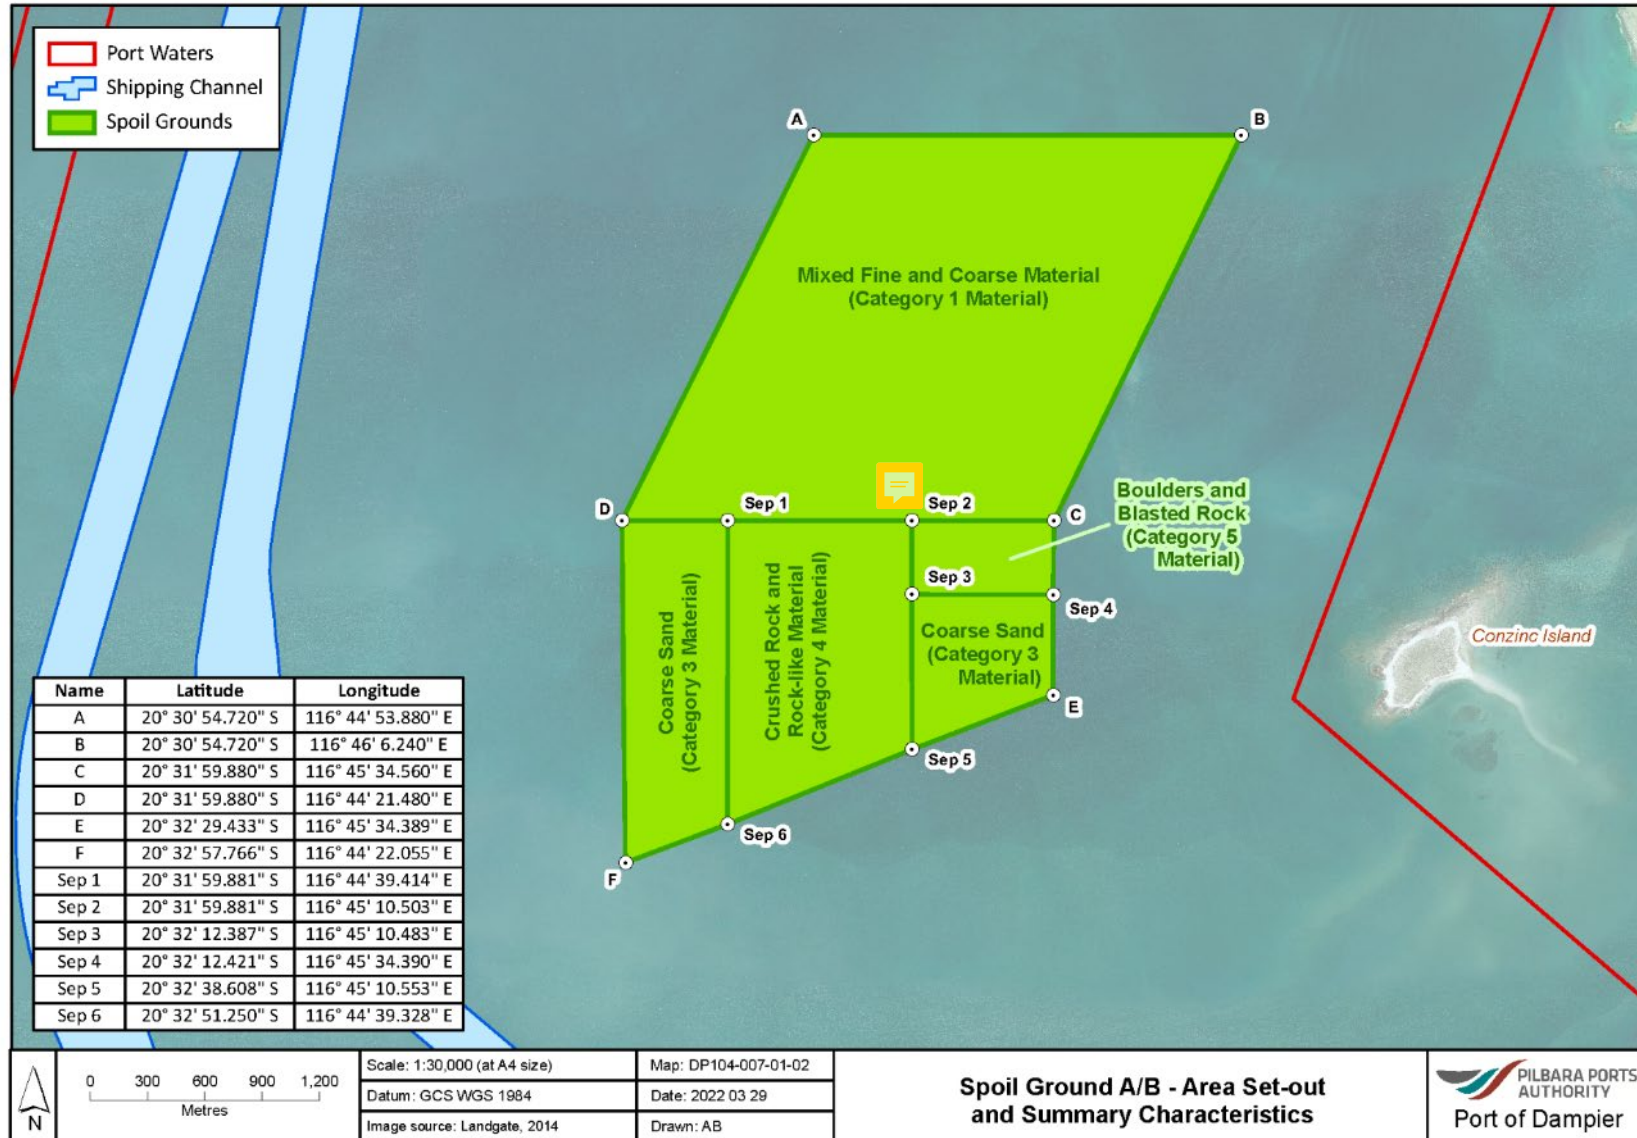 Port Waters
Shipping Channel
Spoil Grounds
A
B
Mixed Fine and Coarse Material
(Category 1 Material)
D
Sep 1
Sep 2
C
Boulders and
Blasted Rock
(Category 5
Material)
Sep 3
Sep 4
Coarse Sand
(Category 3 Material)
Crushed Rock and
Rock-like Material
(Category 4 Material)
Coarse Sand
(Category 3
Material)
E
Sep 5
Sep 6
F
Conzinc Island
Name Latitude Longitude
A 20° 30' 54.720" S 116° 44' 53.880" E
B 20° 30' 54.720" S 116° 46' 6.240" E
C 20° 31' 59.880" S 116° 45' 34.560" E
D 20° 31' 59.880" S 116° 44' 21.480" E
E 20° 32' 29.433" S 116° 45' 34.389" E
F 20° 32' 57.766" S 116° 44' 22.055" E
Sep 1 20° 31' 59.881" S 116° 44' 39.414" E
Sep 2 20° 31' 59.881" S 116° 45' 10.503" E
Sep 3 20° 32' 12.387" S 116° 45' 10.483" E
Sep 4 20° 32' 12.421" S 116° 45' 34.390" E
Sep 5 20° 32' 38.608" S 116° 45' 10.553" E
Sep 6 20° 32' 51.250" S 116° 44' 39.328" E
N
0 300 600 900 1,200
Metres
Scale: 1:30,000 (at A4 size)
Datum: GCS WGS 1984
Image source: Landgate, 2014
Map: DP104-007-01-02
Date: 2022 03 29
Drawn: AB
Spoil Ground A/B - Area Set-out
and Summary Characteristics
PILBARA PORTS
AUTHORITY
Port of Dampier